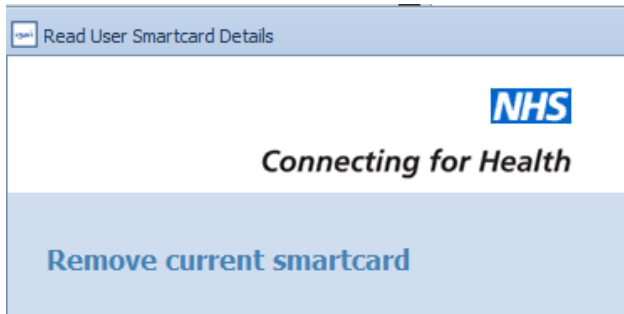 Read User Smartcard Details
NHS
Connecting for Health
Remove current smartcard